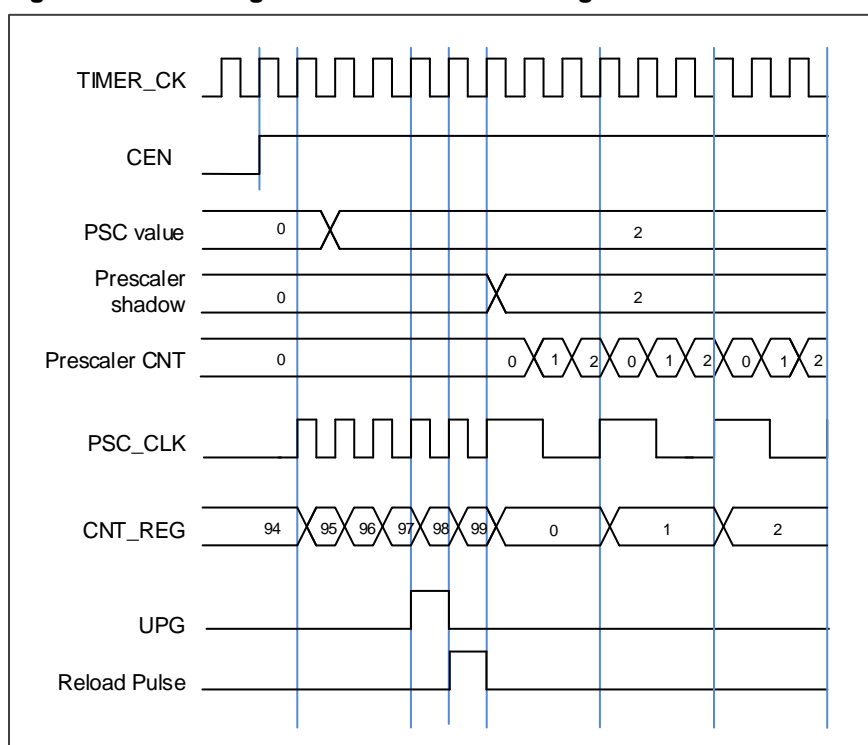 TIMER_CK
CEN
PSC value 0 2
Prescaler
shadow 0 2
Prescaler CNT 0 0 1 2 0 1 2 0 1 2
PSC_CLK
CNT_REG 94 95 96 97 98 99 0 1 2
UPG
Reload Pulse